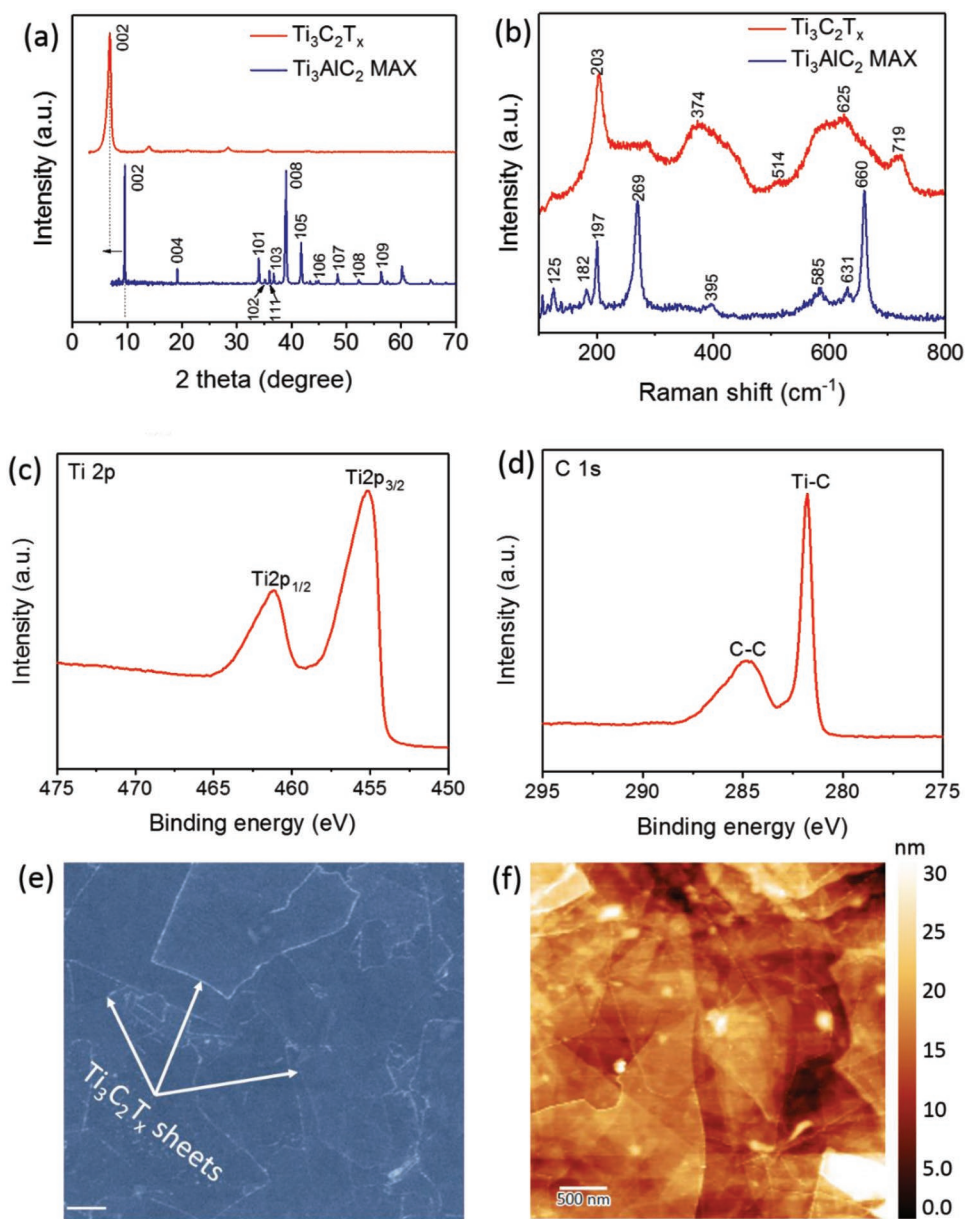 (a)
Ti₃C₂Tₓ
Ti₃AlC₂ MAX
002
002
004
101
102
111
103
008
105
106
107
108
109
Intensity (a.u.)
0 10 20 30 40 50 60 70
2 theta (degree)
(b)
Ti₃C₂Tₓ
Ti₃AlC₂ MAX
203
374
514
625
719
125
182
197
269
395
585
631
660
Intensity (a.u.)
200 400 600 800
Raman shift (cm⁻¹)
(c)
Ti 2p
Ti2p₃/₂
Ti2p₁/₂
Intensity (a.u.)
475 470 465 460 455 450
Binding energy (eV)
(d)
C 1s
Ti-C
C-C
Intensity (a.u.)
295 290 285 280 275
Binding energy (eV)
(e)
Ti₃C₂Tₓ sheets
(f)
500 nm
nm
30
25
20
15
10
5.0
0.0